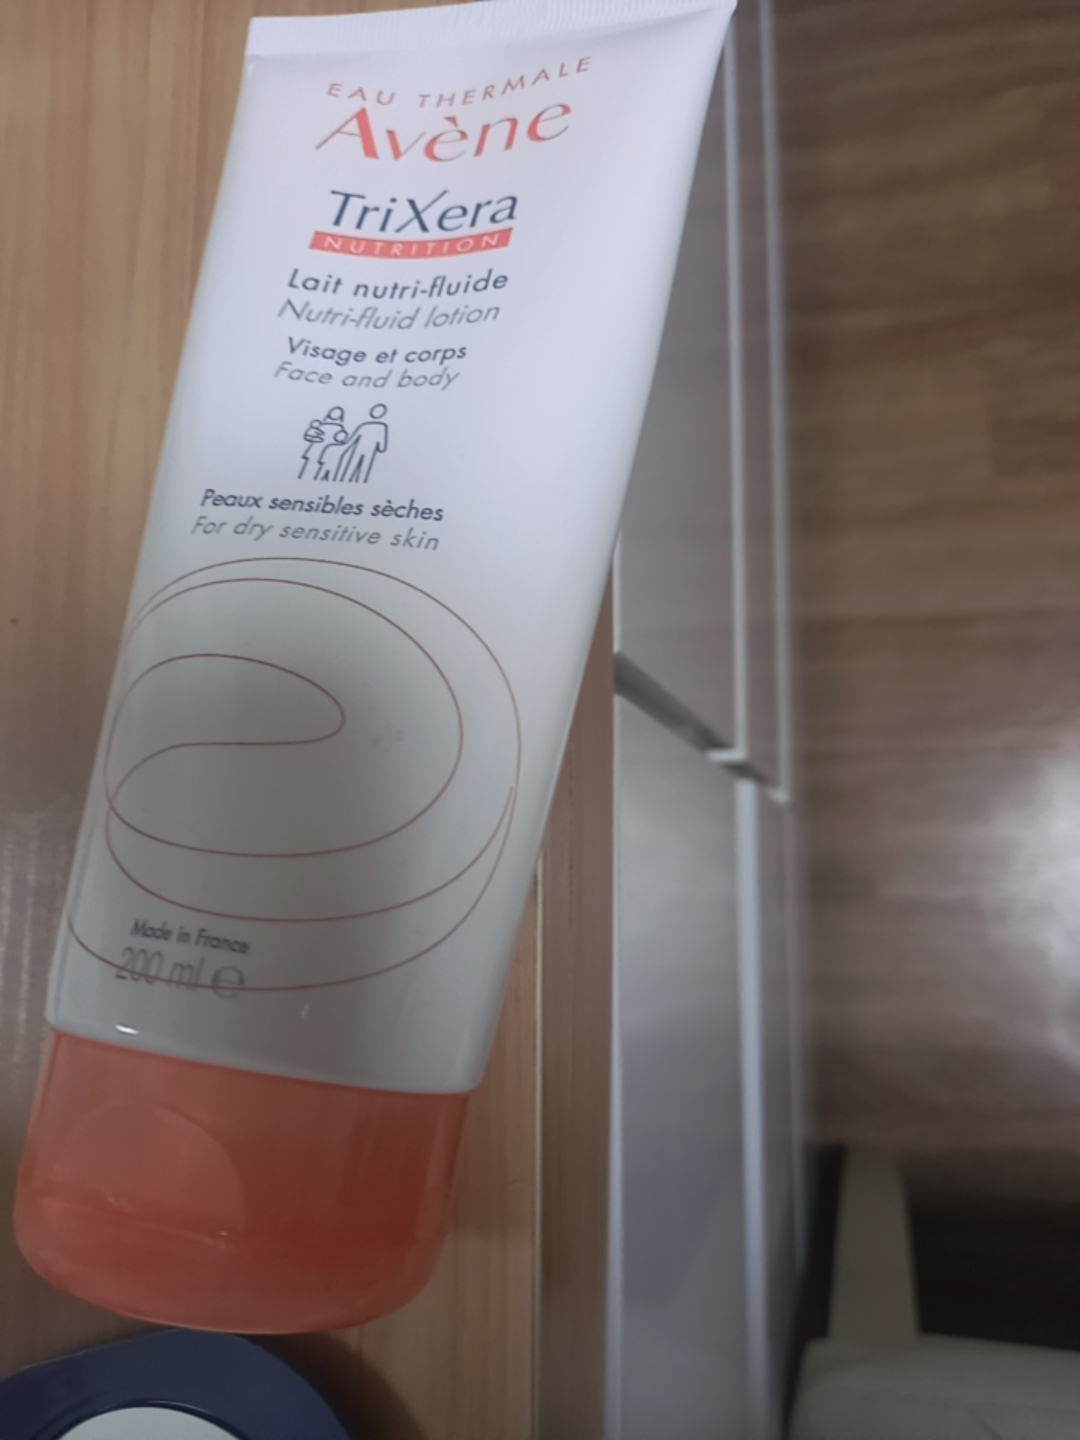 EAU THERMALE
Avène
TriXera
NUTRITION
Lait nutri-fluide
Nutri-fluid lotion
Visage et corps
Face and body
Peaux sensibles sèches
For dry sensitive skin
Made in France
200 ml ℮